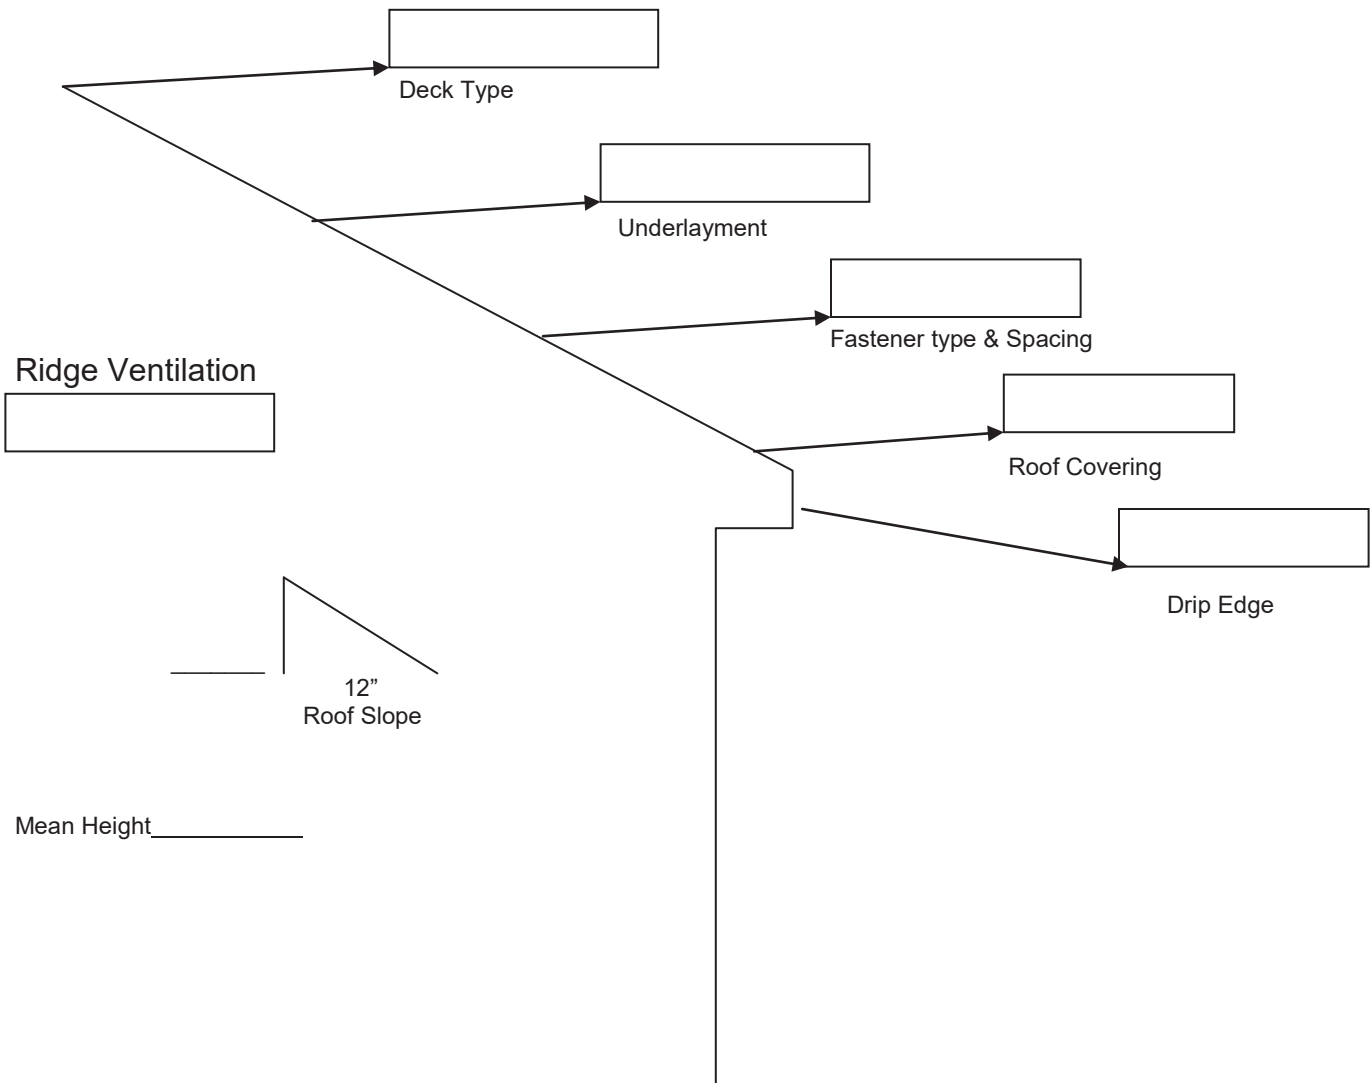 Deck Type
Underlayment
Fastener type & Spacing
Ridge Ventilation
Roof Covering
Drip Edge
12”
Roof Slope
Mean Height